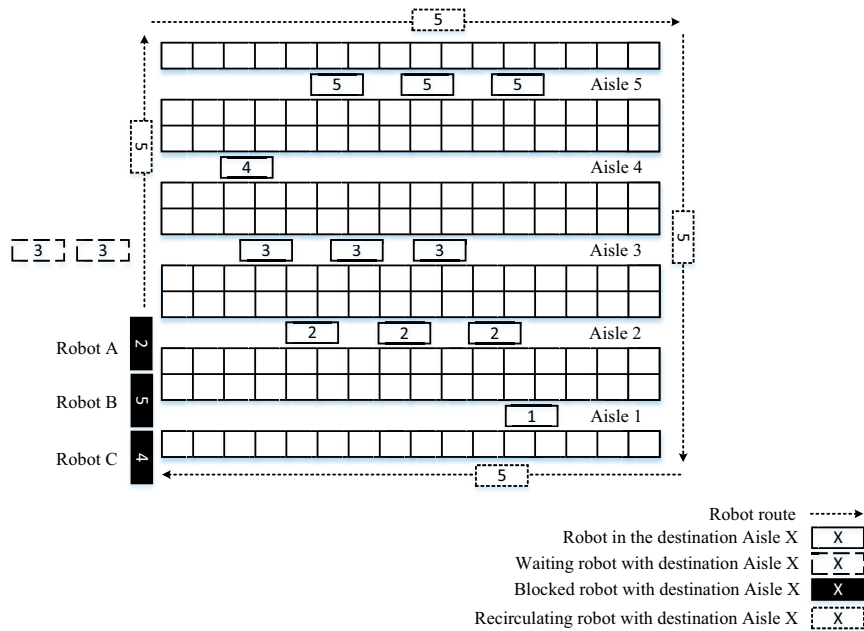 5
5 5 5 Aisle 5
5
4 Aisle 4
3 3 3 3 3 Aisle 3
5
Robot A 2 2 2 2 Aisle 2
Robot B 5
1 Aisle 1
Robot C 4
5
Robot route
Robot in the destination Aisle X X
Waiting robot with destination Aisle X X
Blocked robot with destination Aisle X X
Recirculating robot with destination Aisle X X